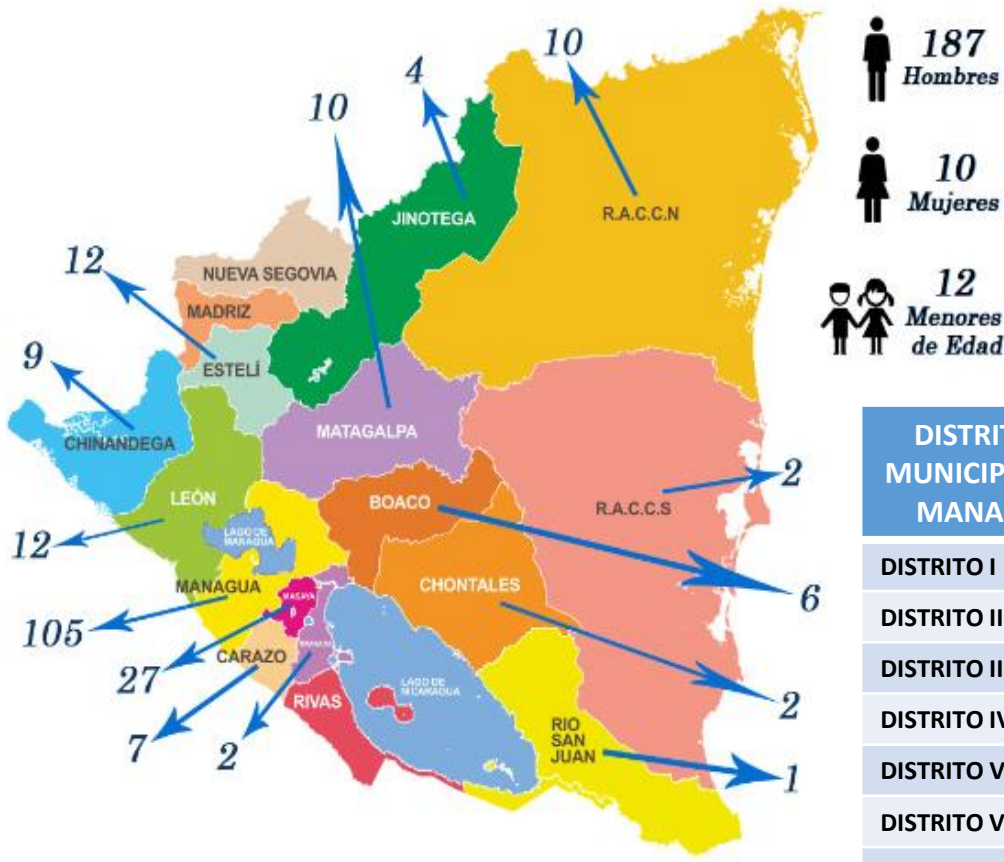 10
4
10
187
Hombres
10
Mujeres
12
Menores
de Edad
JINOTEGA
R.A.C.C.N
12
NUEVA SEGOVIA
MADRIZ
ESTELÍ
9
CHINANDEGA
MATAGALPA
LEÓN
BOACO
R.A.C.C.S
2
12
LAGO DE
MANAGUA
MANAGUA
CHONTALES
6
MASAYA
105
27
CARAZO
7
2
RIVAS
LAGO DE
NICARAGUA
2
RIO
SAN
JUAN
1
DISTRIT
MUNICIP
MANA
DISTRITO I
DISTRITO II
DISTRITO II
DISTRITO IV
DISTRITO V
DISTRITO V